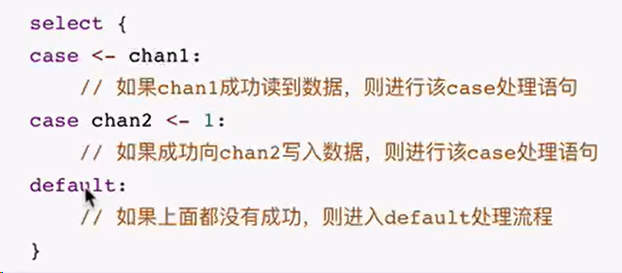 select {
case <- chan1:
    // 如果chan1成功读到数据，则进行该case处理语句
case chan2 <- 1:
    // 如果成功向chan2写入数据，则进行该case处理语句
default:
    // 如果上面都没有成功，则进入default处理流程
}